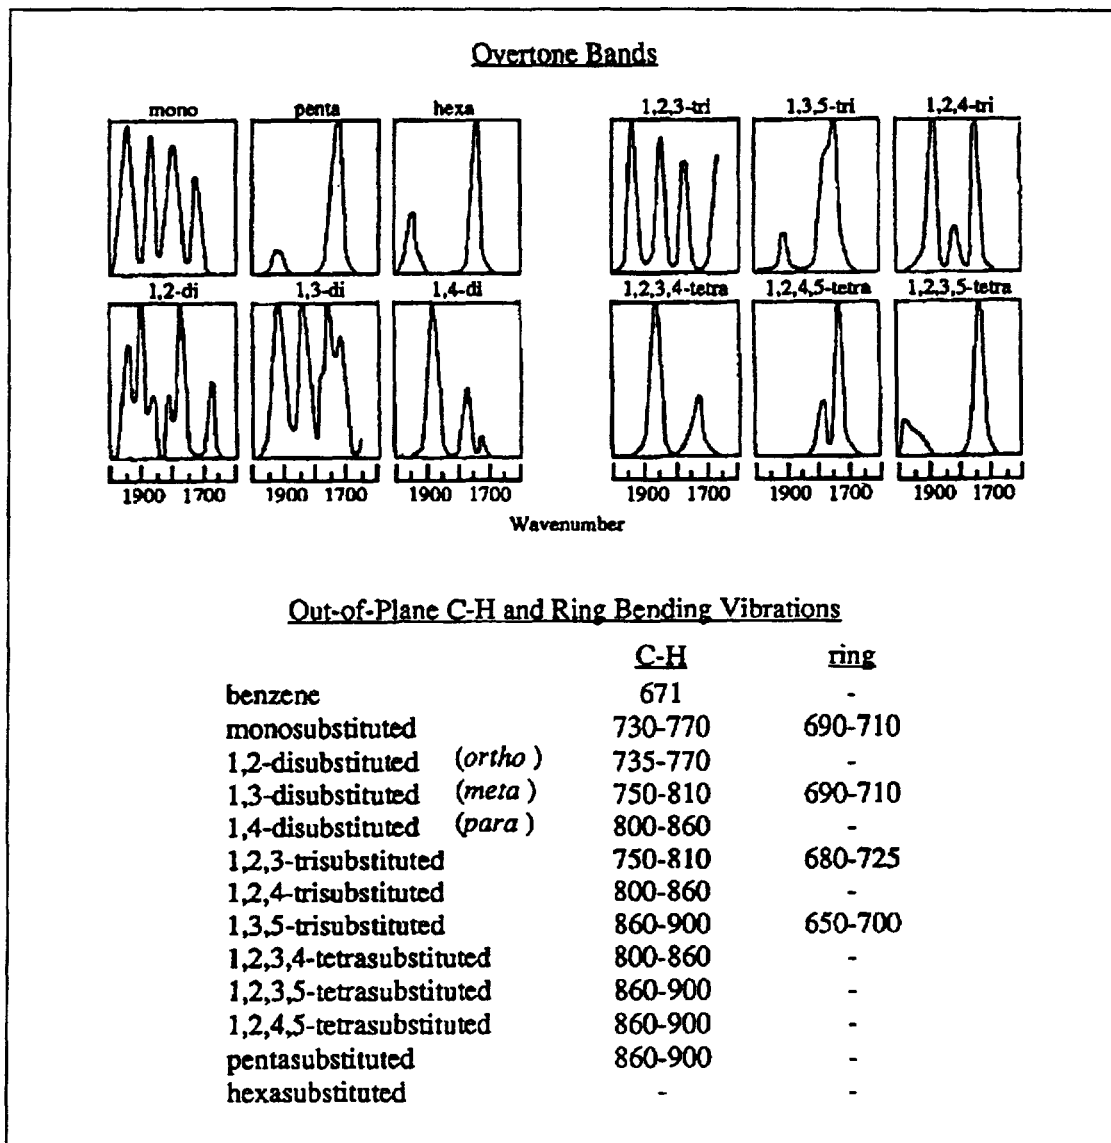 Overtone Bands
mono penta hexa 1,2,3-tri 1,3,5-tri 1,2,4-tri
1,2-di 1,3-di 1,4-di 1,2,3,4-tetra 1,2,4,5-tetra 1,2,3,5-tetra
1900 1700 1900 1700 1900 1700 1900 1700 1900 1700 1900 1700
Wavenumber
Out-of-Plane C-H and Ring Bending Vibrations
C-H ring
benzene 671 -
monosubstituted 730-770 690-710
1,2-disubstituted (ortho) 735-770 -
1,3-disubstituted (meta) 750-810 690-710
1,4-disubstituted (para) 800-860 -
1,2,3-trisubstituted 750-810 680-725
1,2,4-trisubstituted 800-860 -
1,3,5-trisubstituted 860-900 650-700
1,2,3,4-tetrasubstituted 800-860 -
1,2,3,5-tetrasubstituted 860-900 -
1,2,4,5-tetrasubstituted 860-900 -
pentasubstituted 860-900 -
hexasubstituted - -